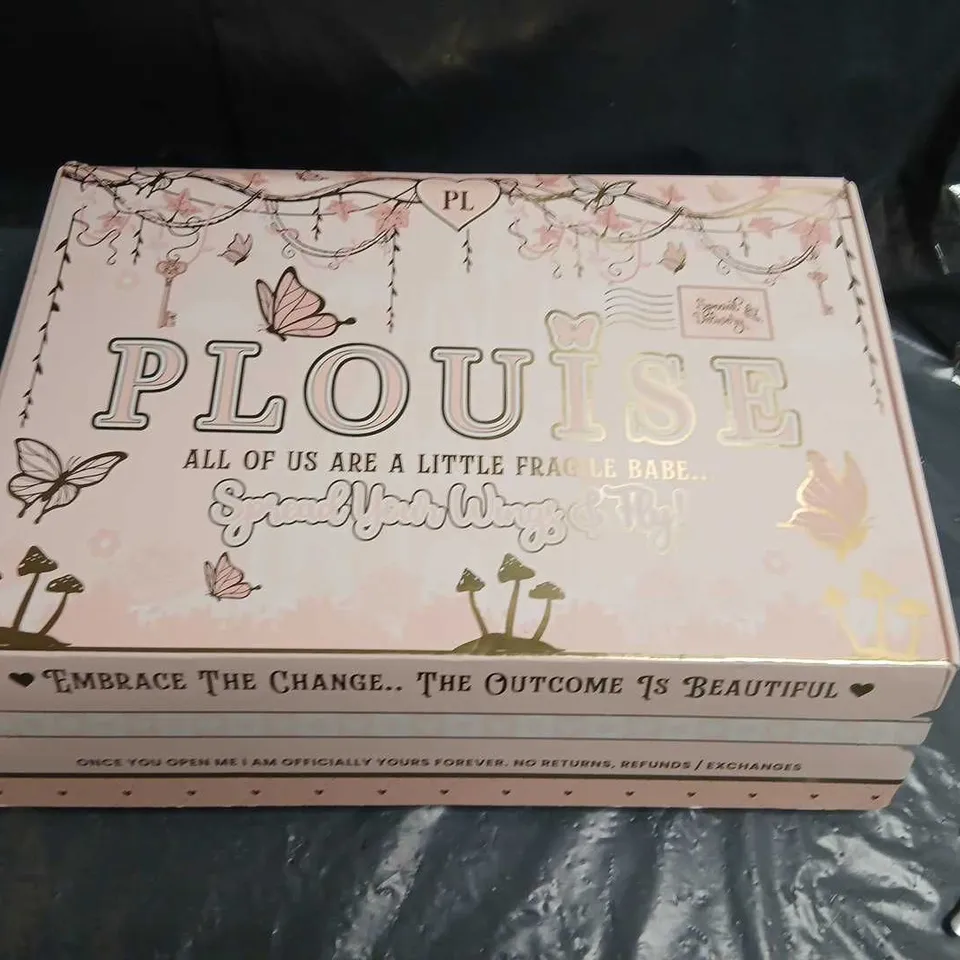 PL
PLOUISE
ALL OF US ARE A LITTLE FRAGILE BABE..
Spread Your Wings & Fly!
EMBRACE THE CHANGE.. THE OUTCOME IS BEAUTIFUL
ONCE YOU OPEN ME I AM OFFICIALLY YOURS FOREVER. NO RETURNS, REFUNDS / EXCHANGES